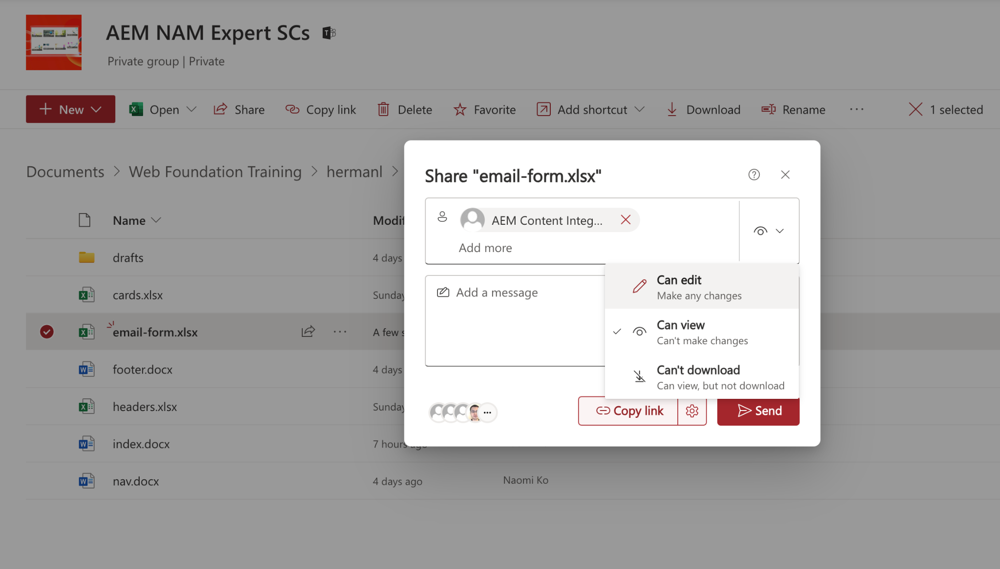 AEM NAM Expert SCs
Private group | Private
New
Open
Share
Copy link
Delete
Favorite
Add shortcut
Download
Rename
1 selected
Documents > Web Foundation Training > hermanl >
Name
Modif
drafts
4 days
cards.xlsx
Sunday
email-form.xlsx
A few s
footer.docx
4 days
headers.xlsx
Sunday
index.docx
7 hours ago
nav.docx
4 days ago
Naomi Ko
Share "email-form.xlsx"
AEM Content Integ...
Add more
Add a message
Can edit
Make any changes
Can view
Can't make changes
Can't download
Can view, but not download
Copy link
Send